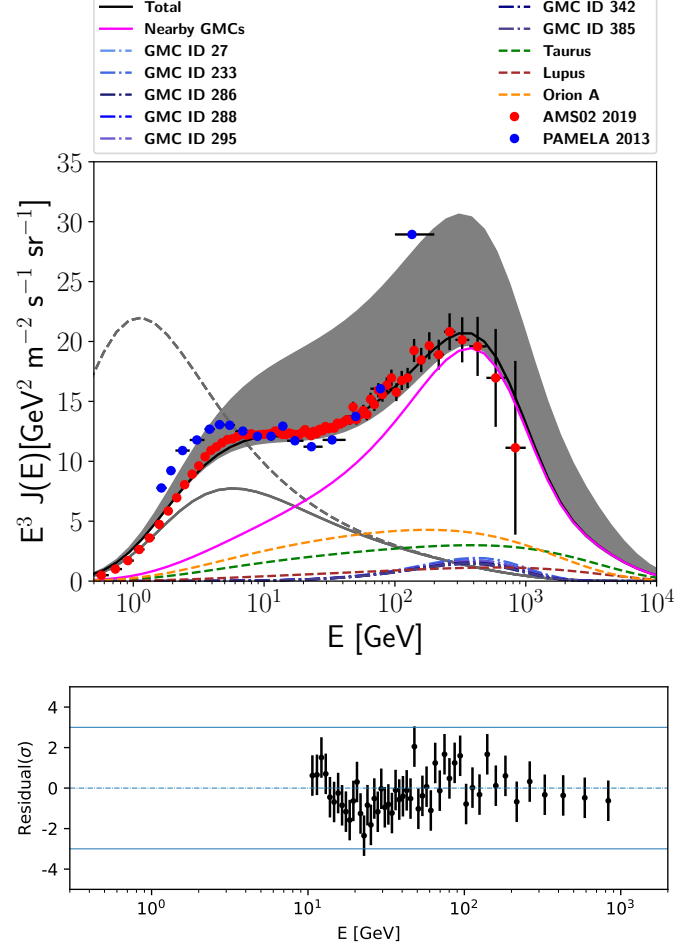 Total
Nearby GMCs
GMC ID 27
GMC ID 233
GMC ID 286
GMC ID 288
GMC ID 295
GMC ID 342
GMC ID 385
Taurus
Lupus
Orion A
AMS02 2019
PAMELA 2013
35
30
25
20
15
10
5
0
E³ J(E)[GeV² m⁻² s⁻¹ sr⁻¹]
10⁰ 10¹ 10² 10³ 10⁴
E [GeV]
4
2
0
-2
-4
Residual(σ)
10⁰ 10¹ 10² 10³
E [GeV]